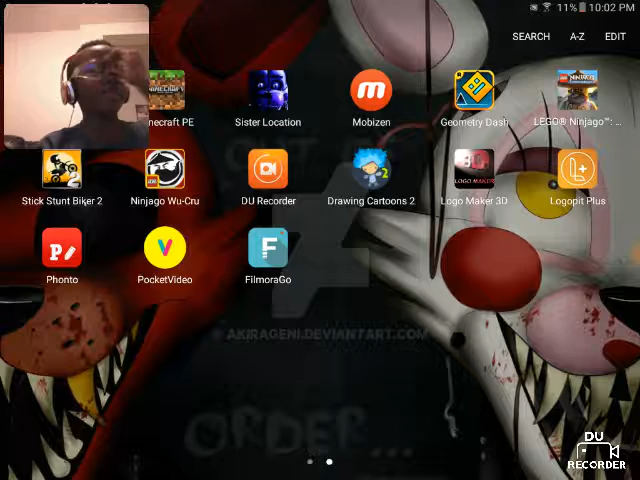 11% 10:02 PM
SEARCH A-Z EDIT
necraft PE Sister Location Mobizen Geometry Dash LEGO® Ninjago™: ...
Stick Stunt Biker 2 Ninjago Wu-Cru DU Recorder Drawing Cartoons 2 Logo Maker 3D Logopit Plus
Phonto PocketVideo FilmoraGo
AKIRAGENI.DEVIANTART.COM
ORDER...
DU
RECORDER